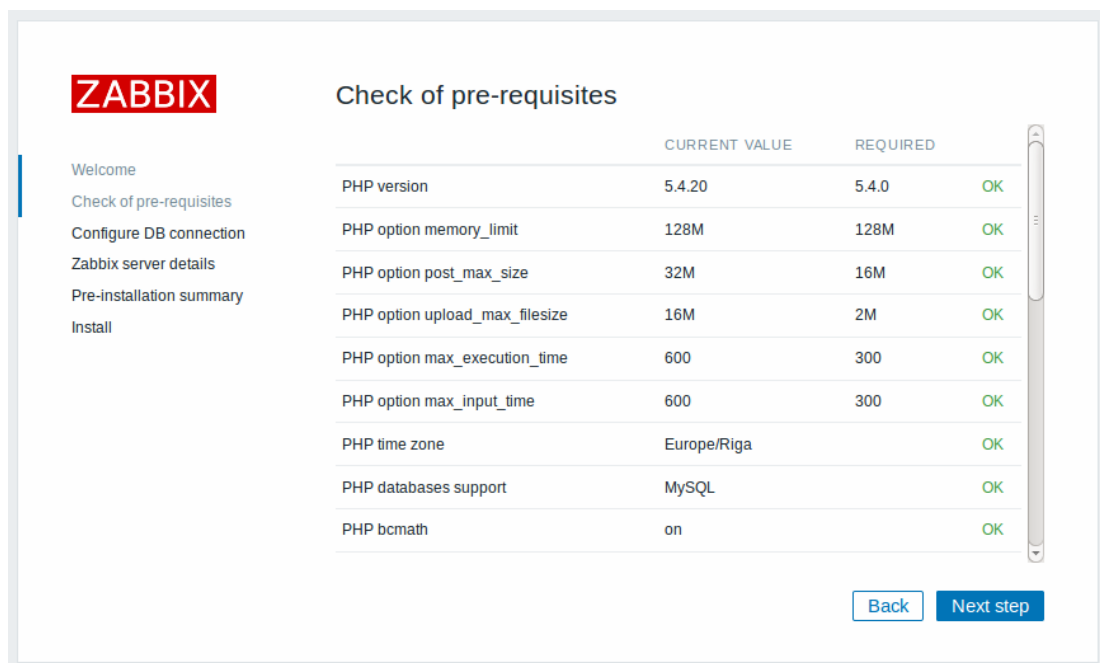 ZABBIX
Welcome
Check of pre-requisites
Configure DB connection
Zabbix server details
Pre-installation summary
Install
Check of pre-requisites
CURRENT VALUE REQUIRED
PHP version 5.4.20 5.4.0 OK
PHP option memory_limit 128M 128M OK
PHP option post_max_size 32M 16M OK
PHP option upload_max_filesize 16M 2M OK
PHP option max_execution_time 600 300 OK
PHP option max_input_time 600 300 OK
PHP time zone Europe/Riga OK
PHP databases support MySQL OK
PHP bcmath on OK
Back Next step